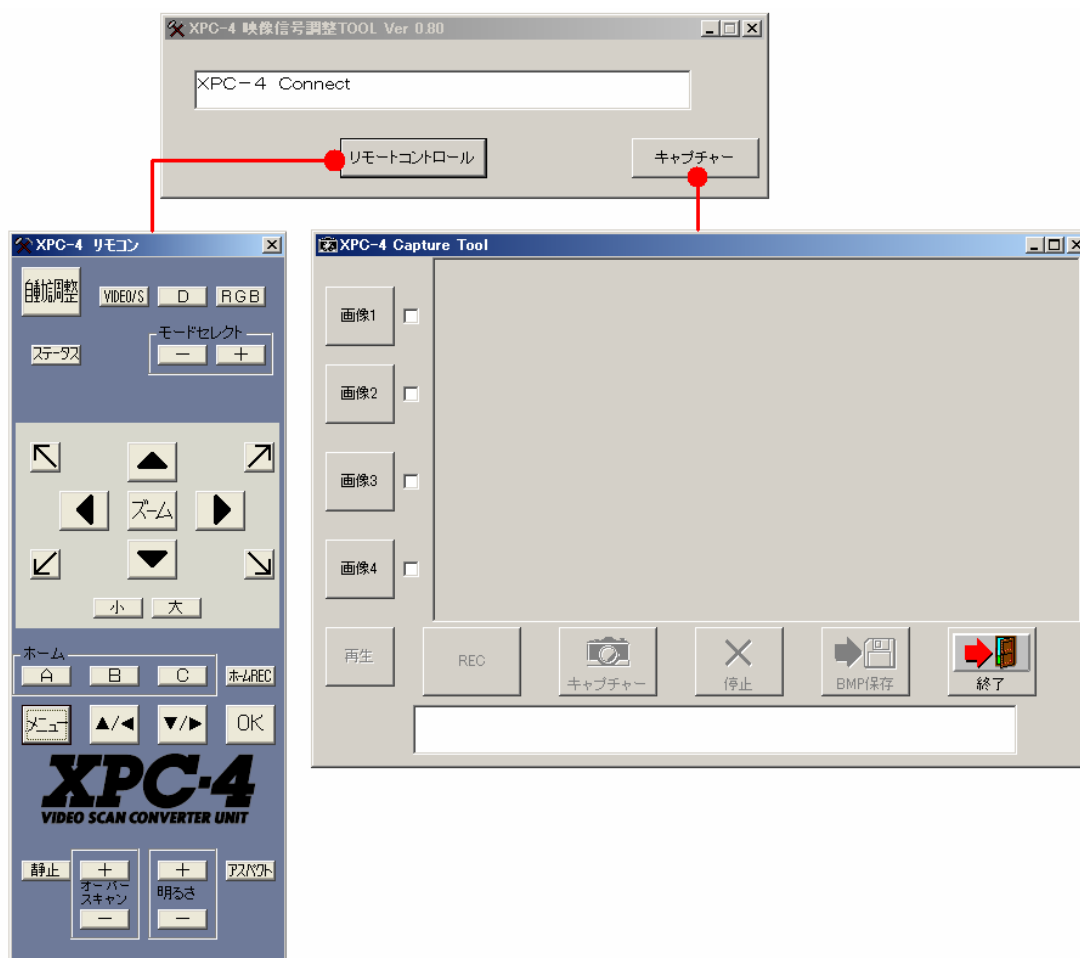 XPC-4 映像信号調整TOOL Ver 0.80
XPC－4 Connect
リモートコントロール
キャプチャー
XPC-4 リモコン
VIDEO/S
D
RGB
ステータス
モードセレクト
－
＋
ズーム
小
大
ホーム
A
B
C
ホームREC
メニュー
▲/◀
▼/▶
OK
XPC-4
VIDEO SCAN CONVERTER UNIT
静止
＋
オーバー
スキャン
－
＋
明るさ
－
アスペクト
XPC-4 Capture Tool
画像1
画像2
画像3
画像4
再生
REC
キャプチャー
停止
BMP保存
終了